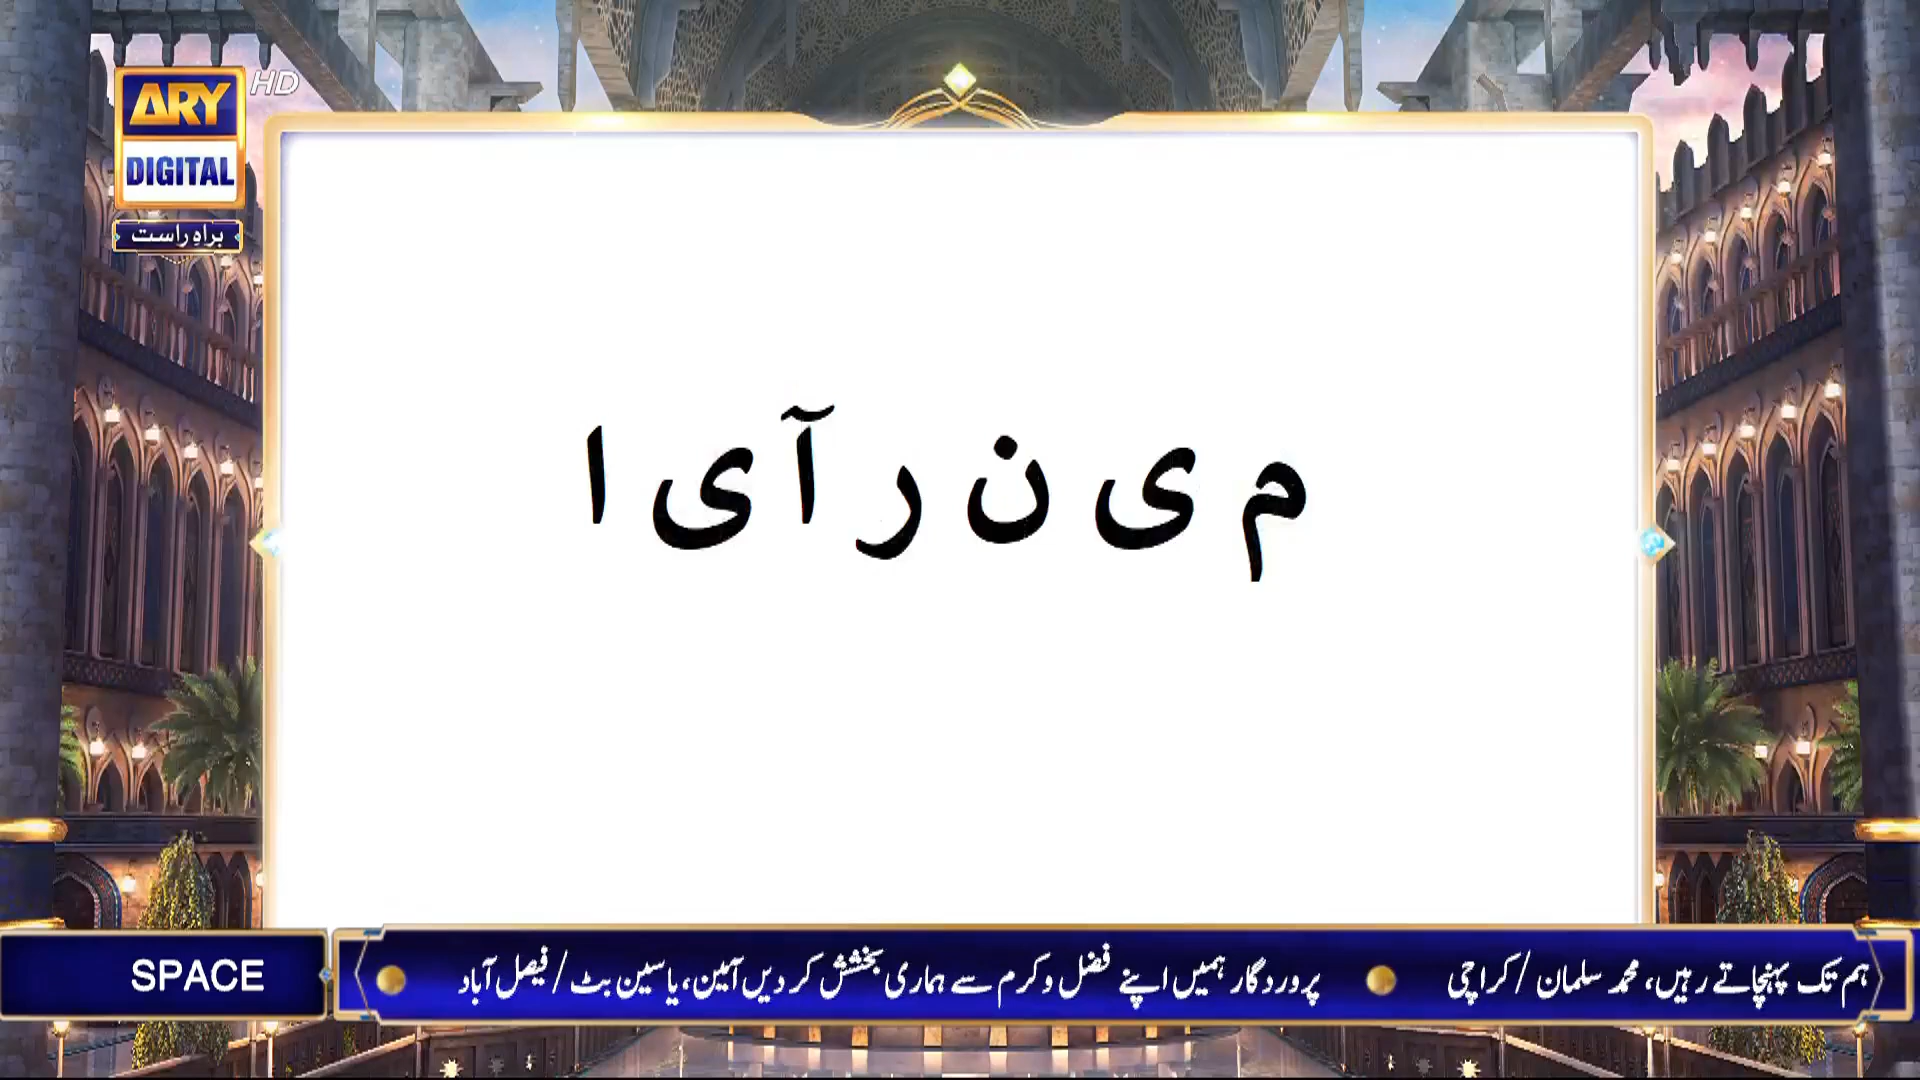 ARY HD
DIGITAL
براہِ راست
م ی ن ر آ ی ا
SPACE
ہم تک پہنچاتے رہیں، محمد سلمان / کراچی
پروردگار ہمیں اپنے فضل و کرم سے ہماری بخشش کر دیں آمین، یاسین بٹ / فیصل آباد